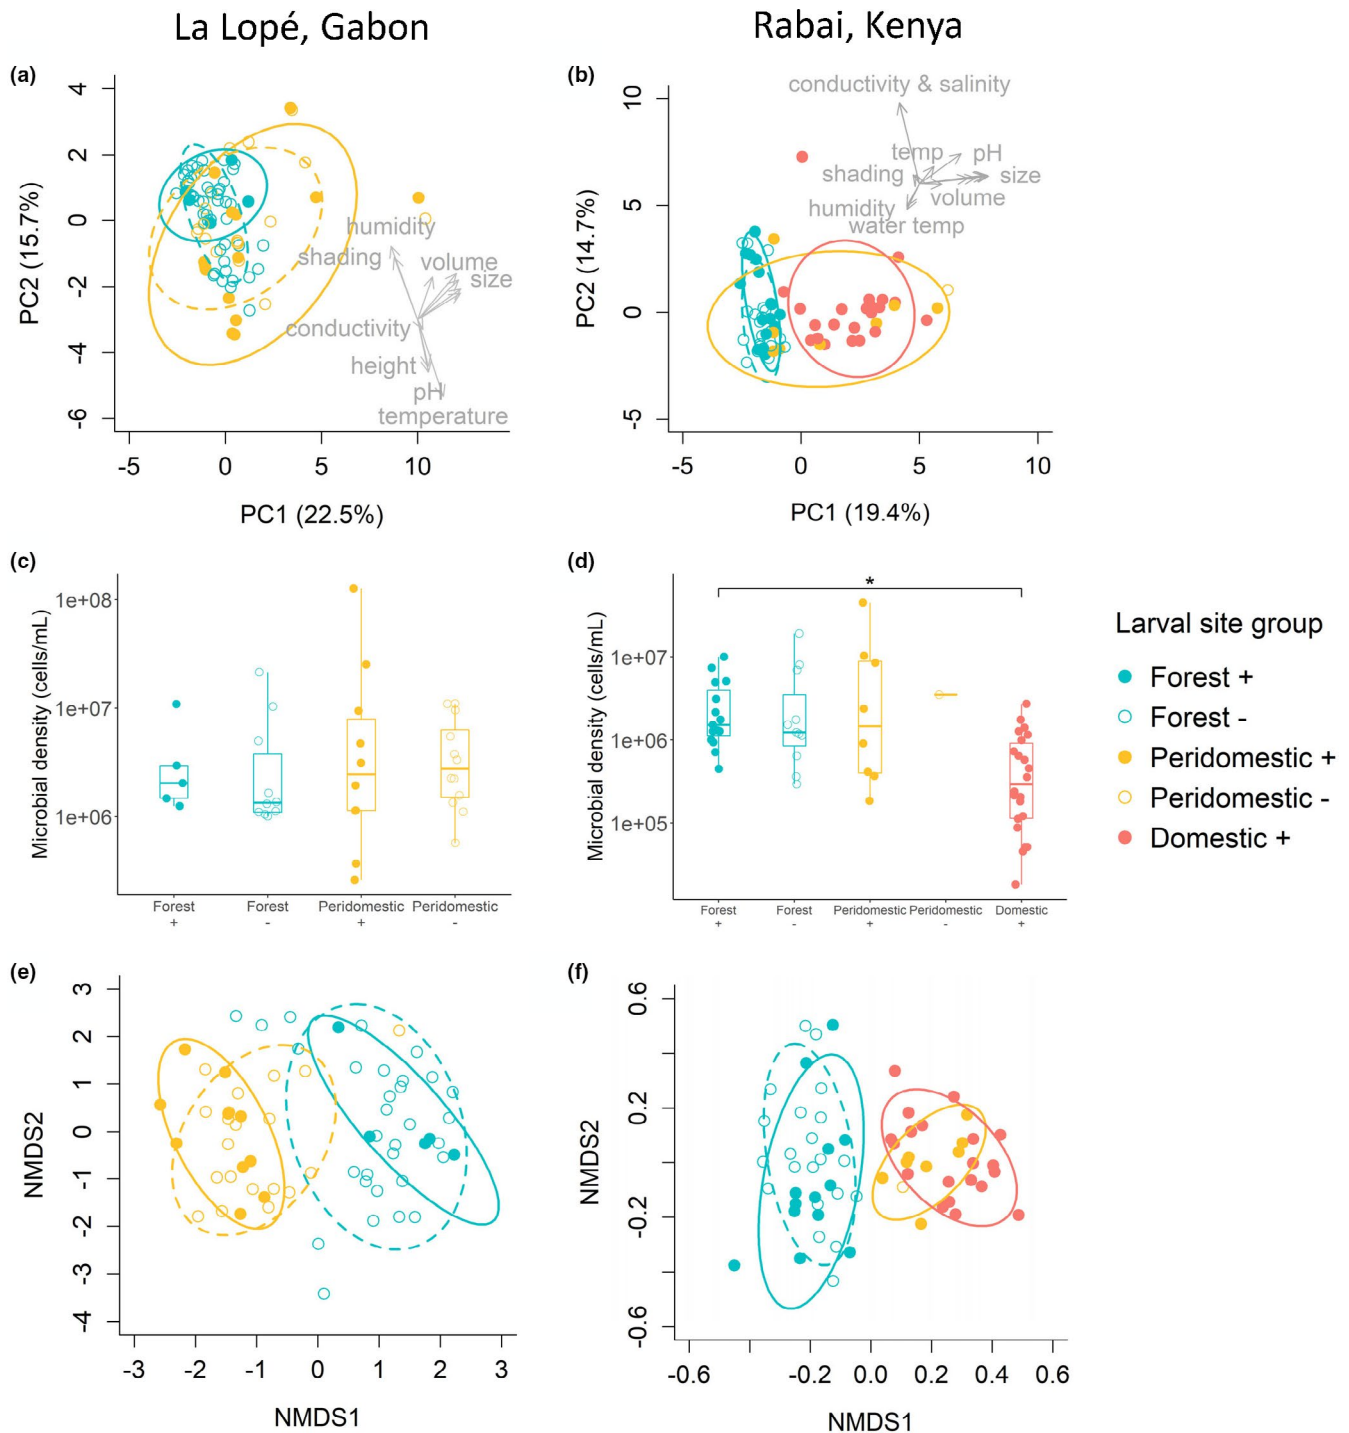 La Lopé, Gabon
Rabai, Kenya
(a)
4
2
0
-2
-4
-6
PC2 (15.7%)
humidity
shading
volume
size
conductivity
height
pH
temperature
-5 0 5 10
PC1 (22.5%)
(b)
10
5
0
-5
PC2 (14.7%)
conductivity & salinity
temp
pH
shading
size
volume
humidity
water temp
-5 0 5 10
PC1 (19.4%)
(c)
Microbial density (cells/mL)
1e+08
1e+07
1e+06
Forest Forest Peridomestic Peridomestic
+ - + -
(d)
Microbial density (cells/mL)
*
1e+07
1e+06
1e+05
Forest Forest Peridomestic Peridomestic Domestic
+ - + - +
Larval site group
Forest +
Forest -
Peridomestic +
Peridomestic -
Domestic +
(e)
3
2
1
0
-1
-2
-3
-4
NMDS2
-3 -2 -1 0 1 2 3
NMDS1
(f)
0.6
0.2
-0.2
-0.6
NMDS2
-0.6 -0.2 0.0 0.2 0.4 0.6
NMDS1